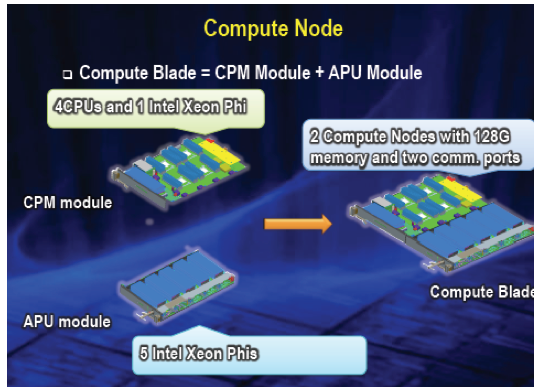 Compute Node
❑ Compute Blade = CPM Module + APU Module
4CPUs and 1 Intel Xeon Phi
2 Compute Nodes with 128G
memory and two comm. ports
CPM module
Compute Blade
APU module
5 Intel Xeon Phis